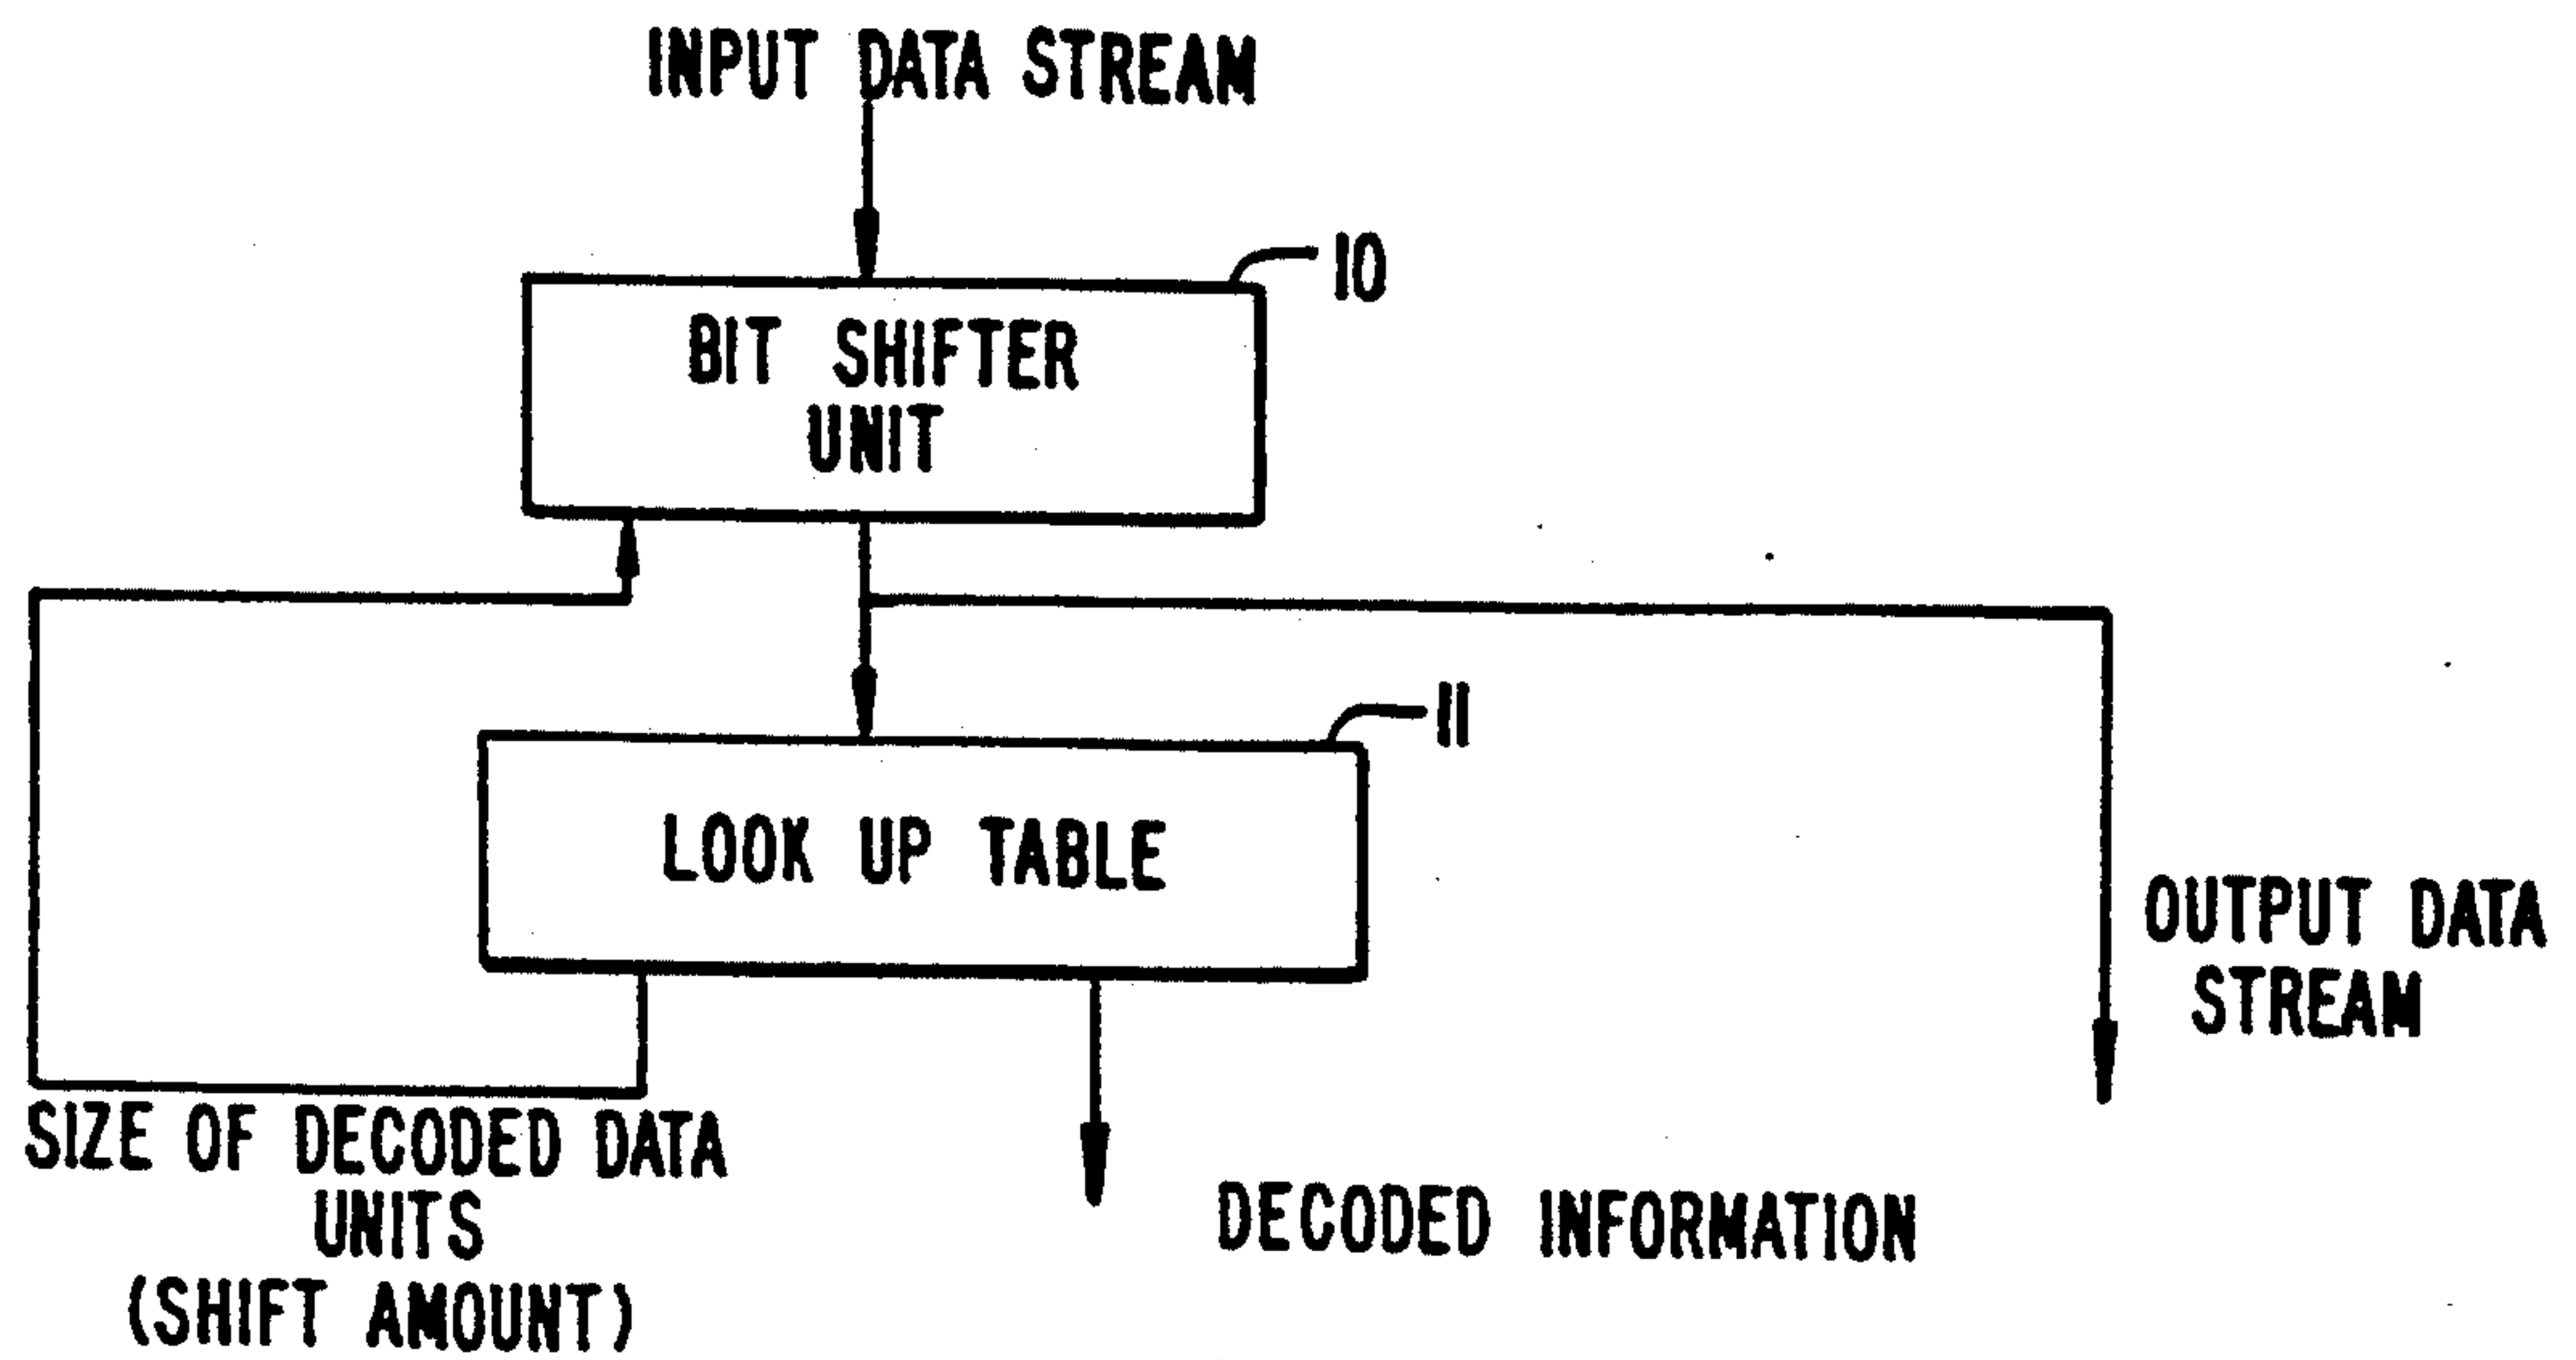 INPUT DATA STREAM
10
BIT SHIFTER
UNIT
11
LOOK UP TABLE
OUTPUT DATA
STREAM
SIZE OF DECODED DATA
UNITS
(SHIFT AMOUNT)
DECODED INFORMATION